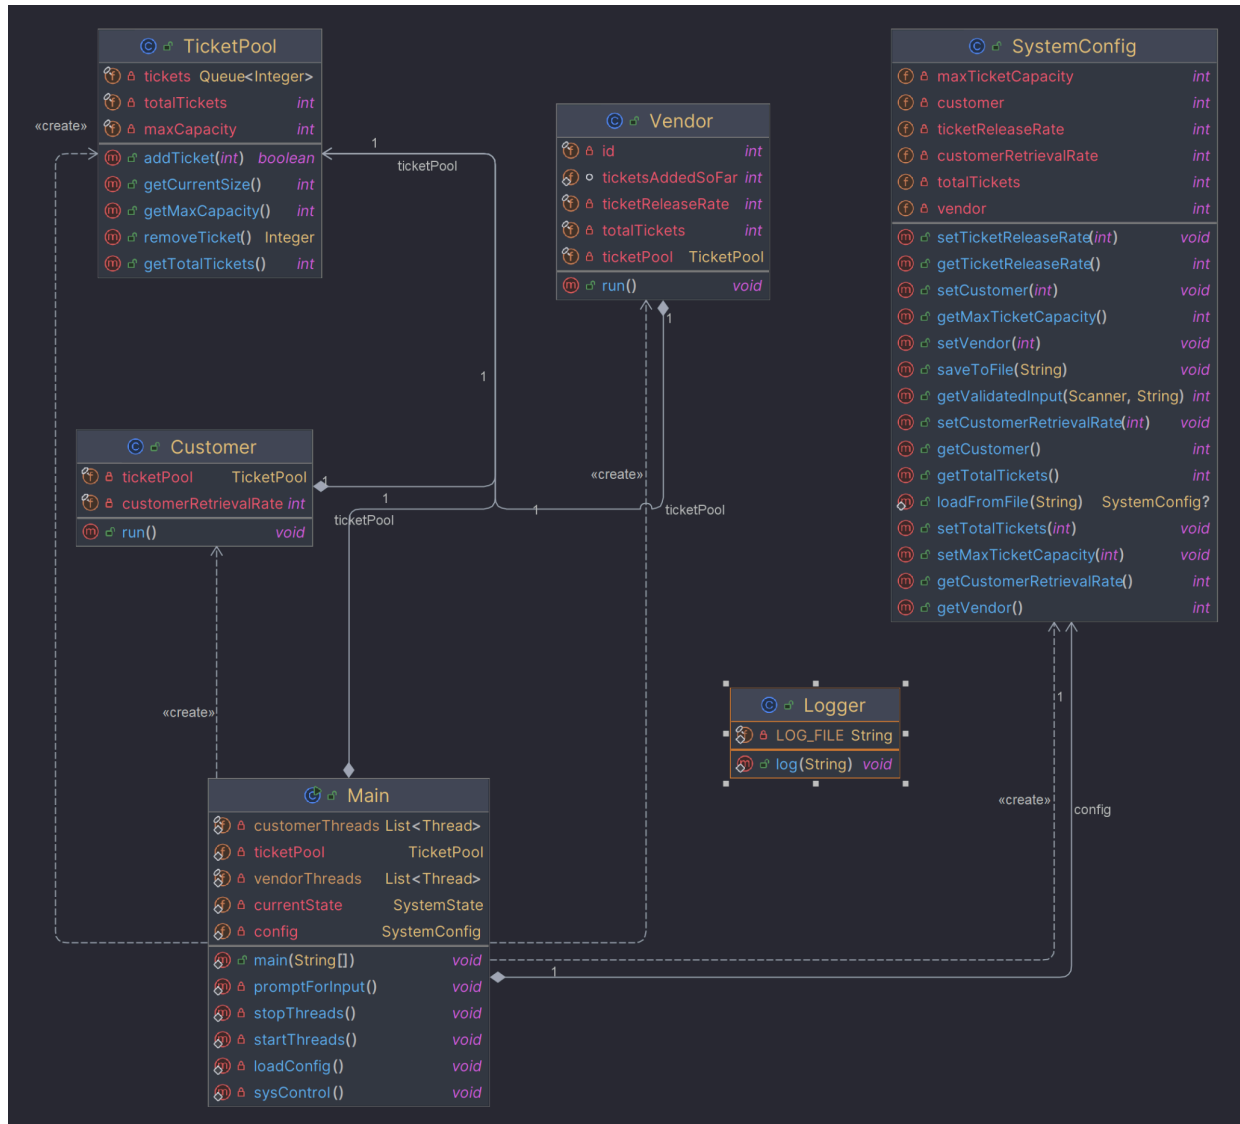 TicketPool
tickets Queue<Integer>
totalTickets int
maxCapacity int
addTicket(int) boolean
getCurrentSize() int
getMaxCapacity() int
removeTicket() Integer
getTotalTickets() int
«create»
1
ticketPool
Vendor
id int
ticketsAddedSoFar int
ticketReleaseRate int
totalTickets int
ticketPool TicketPool
run() void
1
SystemConfig
maxTicketCapacity int
customer int
ticketReleaseRate int
customerRetrievalRate int
totalTickets int
vendor int
setTicketReleaseRate(int) void
getTicketReleaseRate() int
setCustomer(int) void
getMaxTicketCapacity() int
setVendor(int) void
saveToFile(String) void
getValidatedInput(Scanner, String) int
setCustomerRetrievalRate(int) void
getCustomer() int
getTotalTickets() int
loadFromFile(String) SystemConfig?
setTotalTickets(int) void
setMaxTicketCapacity(int) void
getCustomerRetrievalRate() int
getVendor() int
1
Customer
ticketPool TicketPool
customerRetrievalRate int
run() void
1
1
ticketPool
«create»
1
ticketPool
«create»
Logger
LOG_FILE String
log(String) void
1
«create»
config
Main
customerThreads List<Thread>
ticketPool TicketPool
vendorThreads List<Thread>
currentState SystemState
config SystemConfig
main(String[]) void
promptForInput() void
stopThreads() void
startThreads() void
loadConfig() void
sysControl() void
1